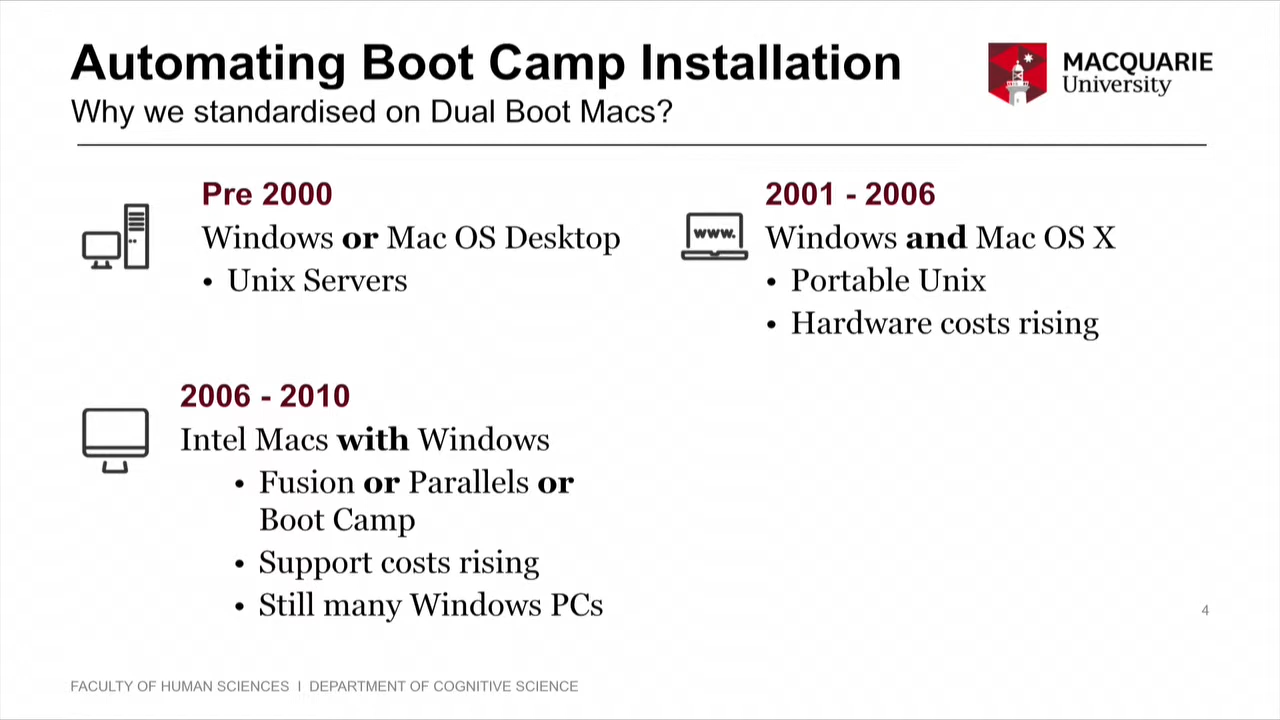 Automating Boot Camp Installation
Why we standardised on Dual Boot Macs?
MACQUARIE
University
Pre 2000
Windows or Mac OS Desktop
• Unix Servers
www.
2001 - 2006
Windows and Mac OS X
• Portable Unix
• Hardware costs rising
2006 - 2010
Intel Macs with Windows
• Fusion or Parallels or
Boot Camp
• Support costs rising
• Still many Windows PCs
4
FACULTY OF HUMAN SCIENCES I DEPARTMENT OF COGNITIVE SCIENCE